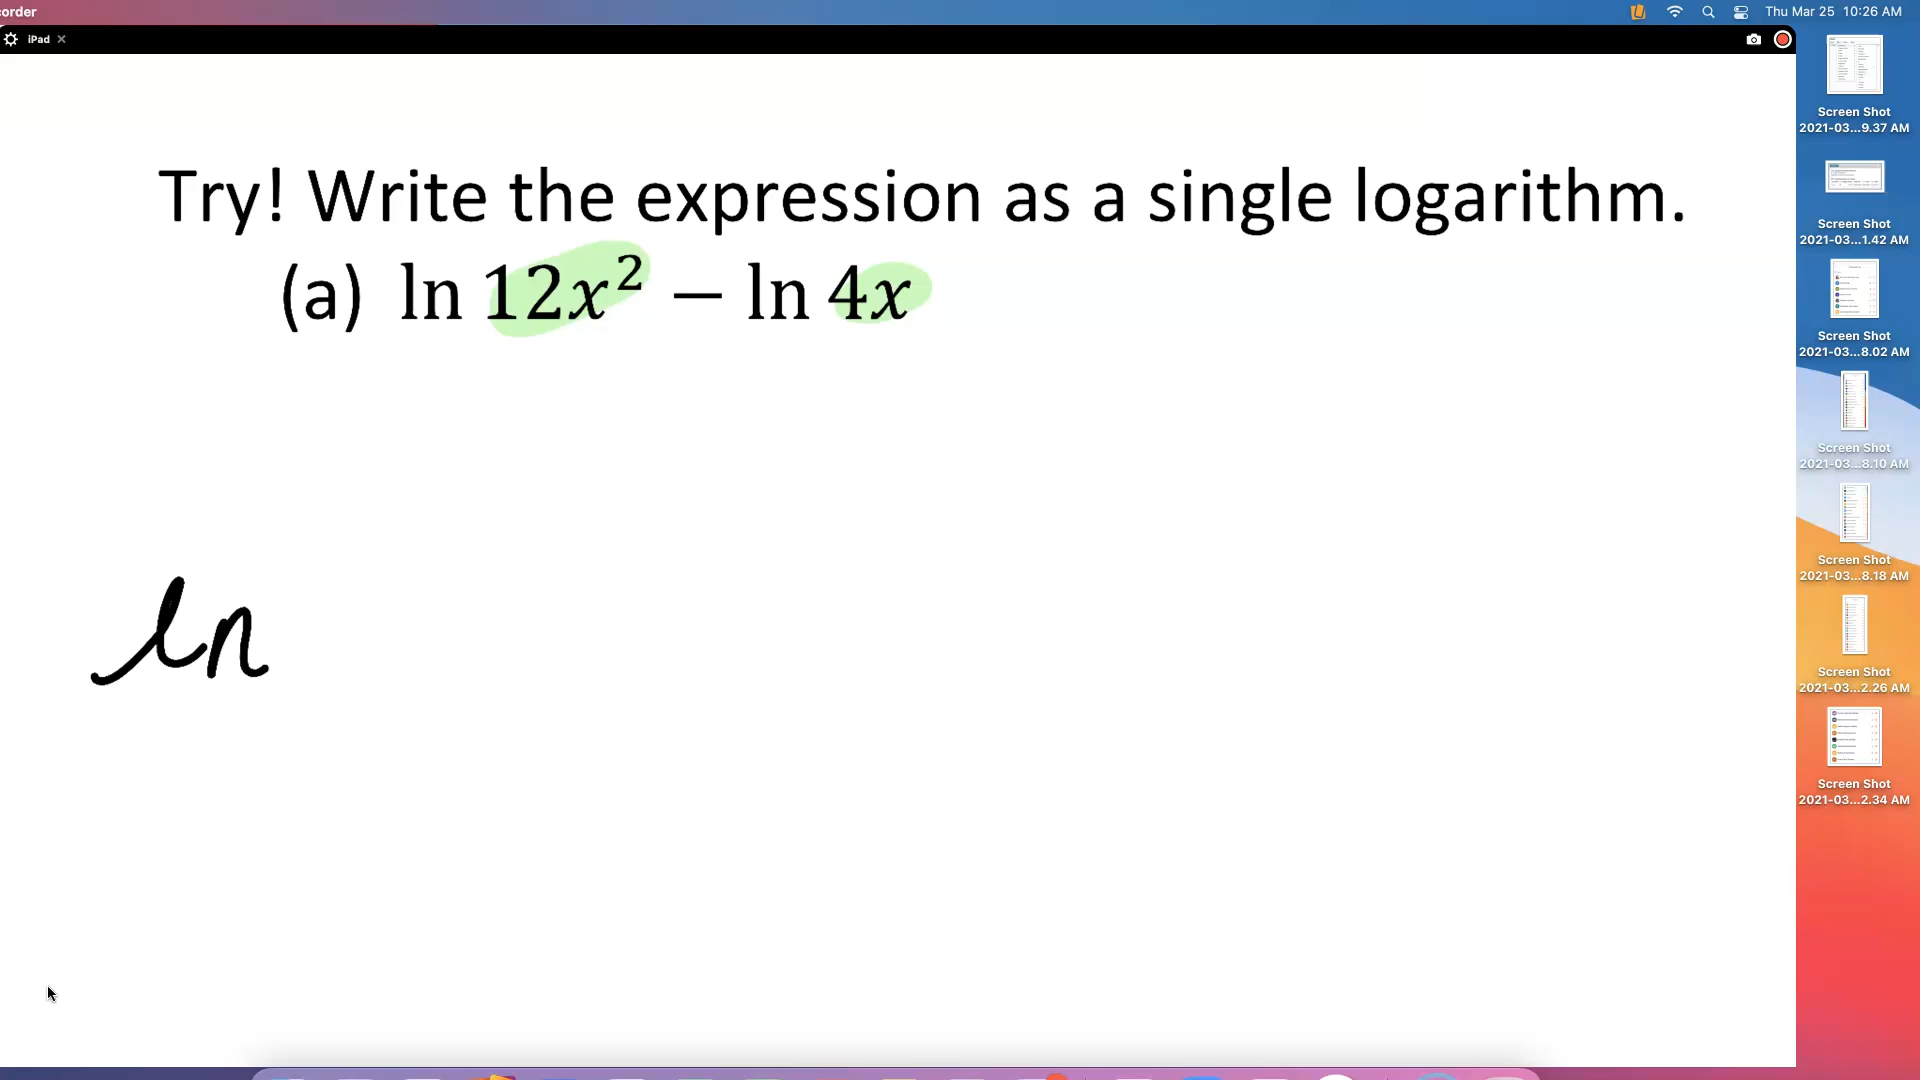 corder
Thu Mar 25 10:26 AM
iPad
Try! Write the expression as a single logarithm.
(a) ln 12x² − ln 4x
ln
Screen Shot
2021-03...9.37 AM
Screen Shot
2021-03...1.42 AM
Screen Shot
2021-03...8.02 AM
Screen Shot
2021-03...8.10 AM
Screen Shot
2021-03...8.18 AM
Screen Shot
2021-03...2.26 AM
Screen Shot
2021-03...2.34 AM